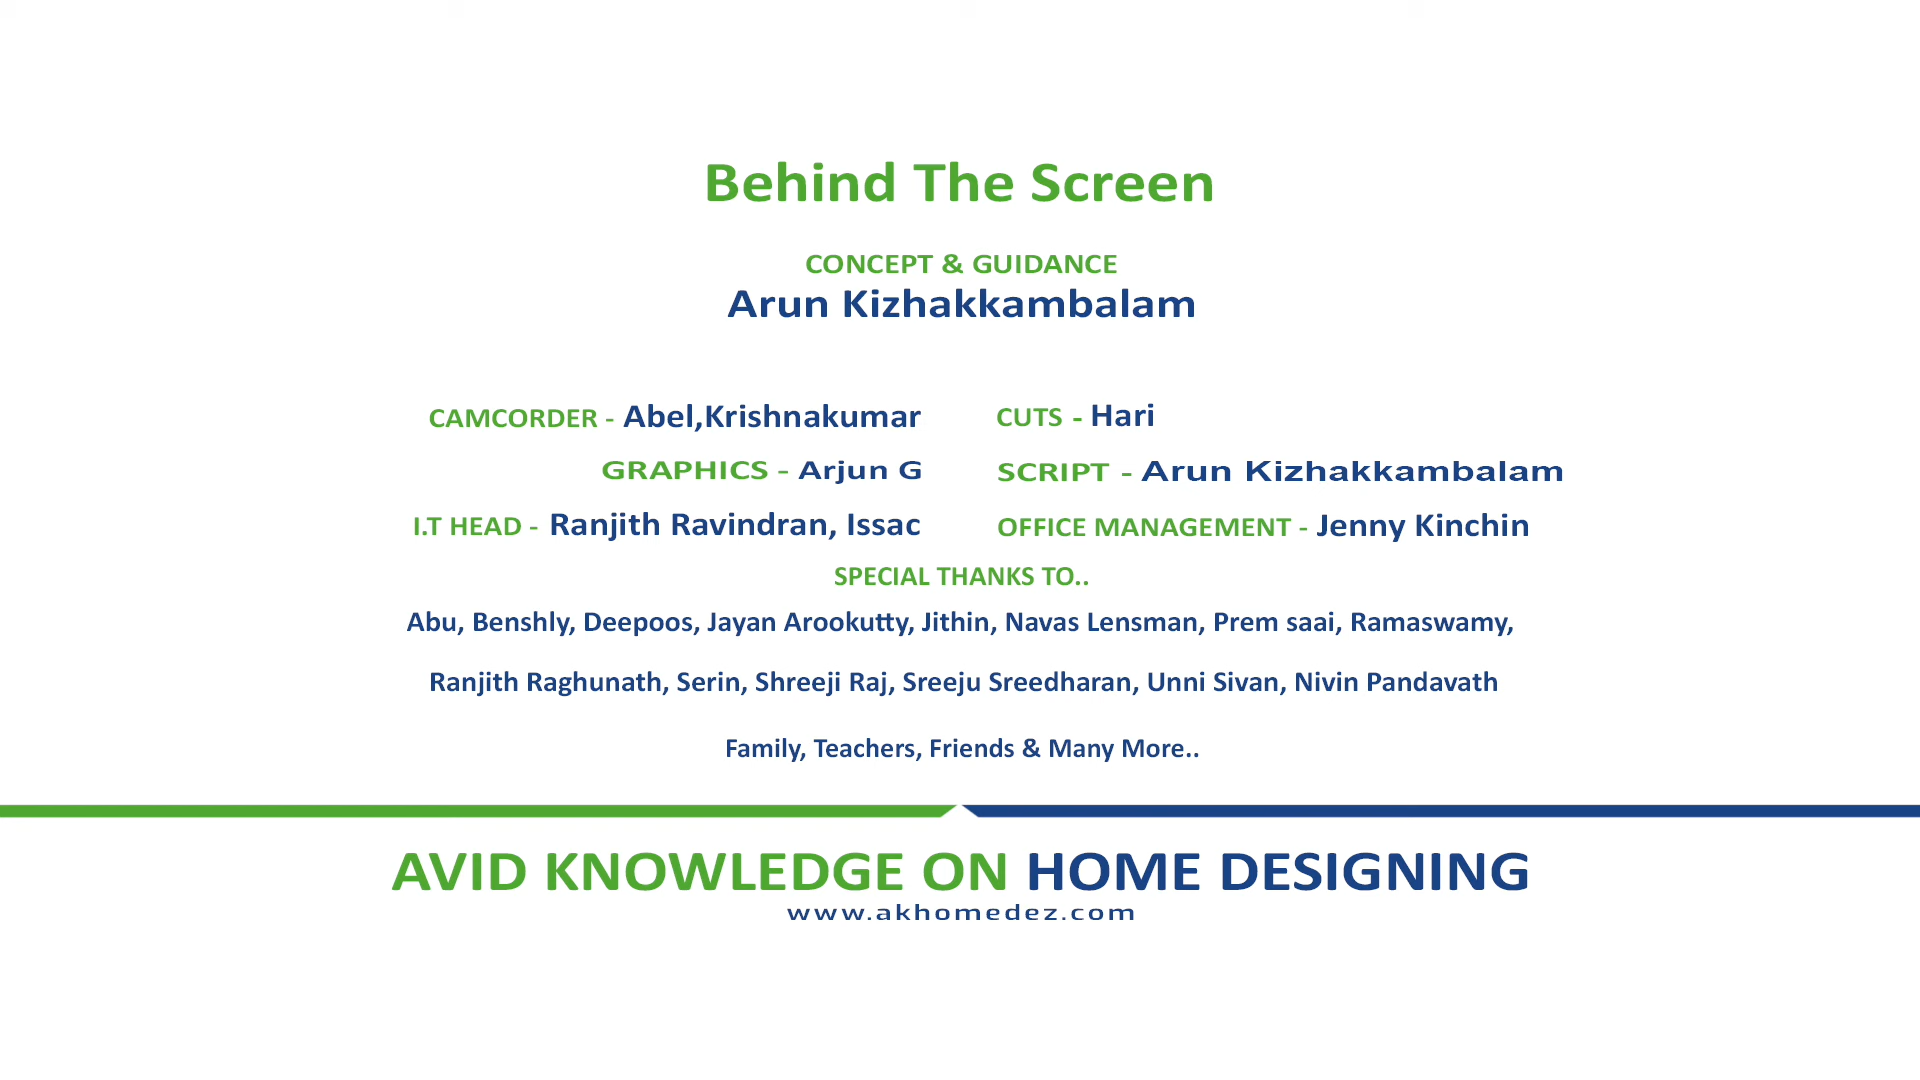 Behind The Screen
CONCEPT & GUIDANCE
Arun Kizhakkambalam
CAMCORDER - Abel,Krishnakumar
CUTS - Hari
GRAPHICS - Arjun G
SCRIPT - Arun Kizhakkambalam
I.T HEAD - Ranjith Ravindran, Issac
OFFICE MANAGEMENT - Jenny Kinchin
SPECIAL THANKS TO..
Abu, Benshly, Deepoos, Jayan Arookutty, Jithin, Navas Lensman, Prem saai, Ramaswamy,
Ranjith Raghunath, Serin, Shreeji Raj, Sreeju Sreedharan, Unni Sivan, Nivin Pandavath
Family, Teachers, Friends & Many More..
AVID KNOWLEDGE ON HOME DESIGNING
www.akhomedez.com